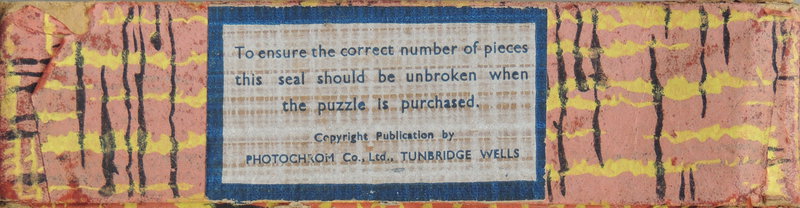 To ensure the correct number of pieces
this seal should be unbroken when
the puzzle is purchased.
Copyright Publication by
PHOTOCHROM Co., Ltd., TUNBRIDGE WELLS